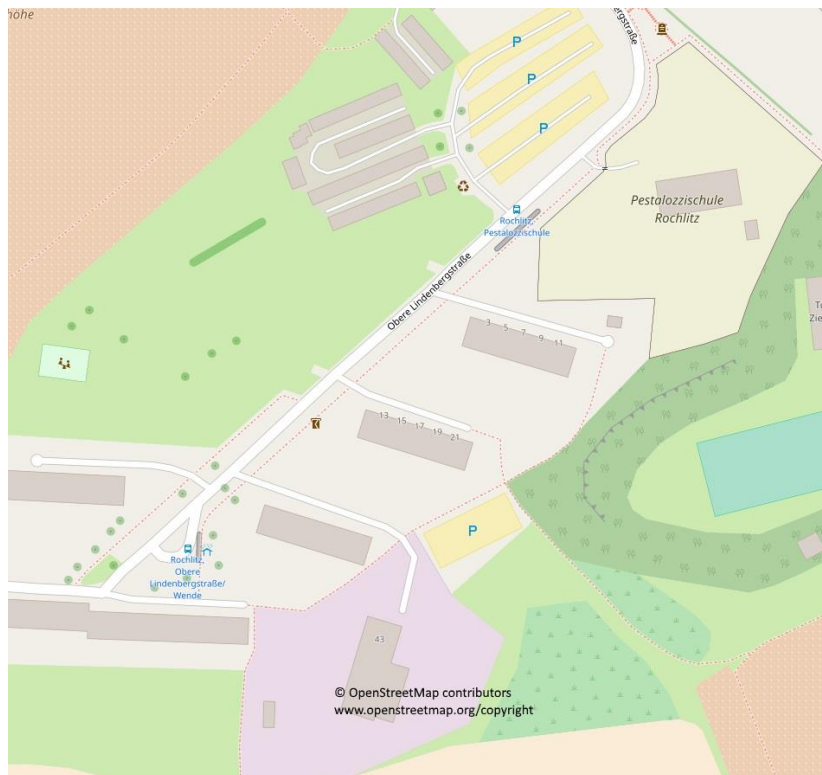 höhe
P
Obere Lindenbergstraße
P
P
Pestalozzischule
Rochlitz
Rochlitz,
Pestalozzischule
3 5 7 9 11
13 15 17 19 21
P
Rochlitz,
Obere
Lindenbergstraße/
Wende
43
© OpenStreetMap contributors
www.openstreetmap.org/copyright